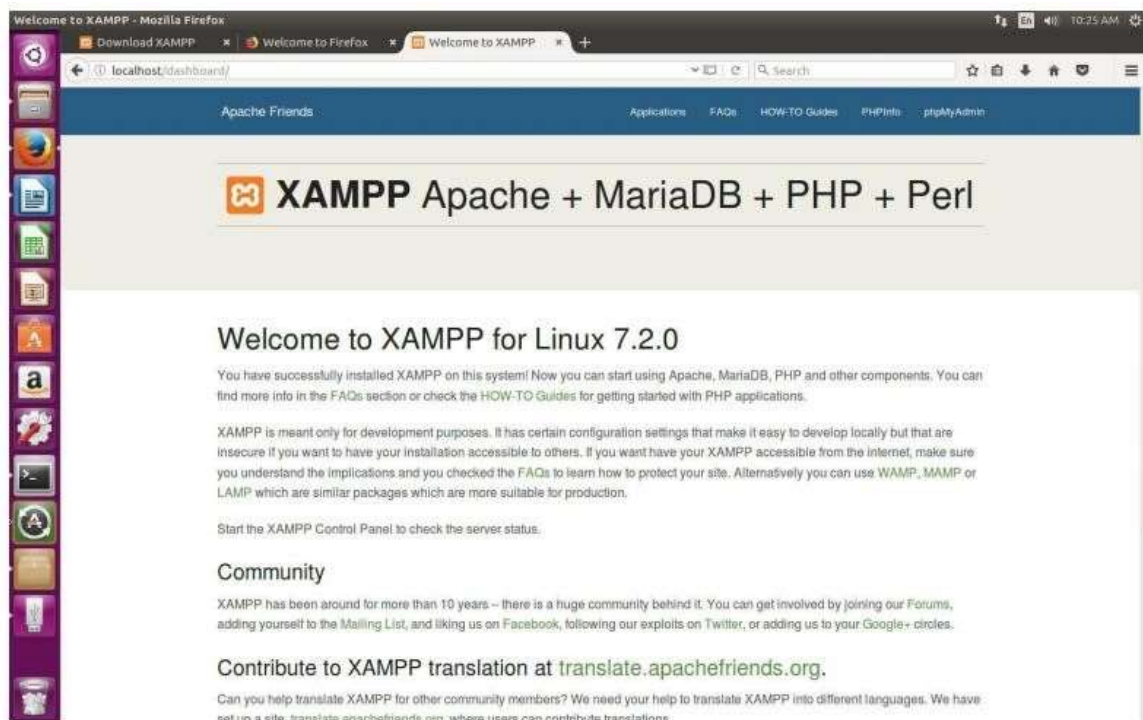 Welcome to XAMPP - Mozilla Firefox
En
10:25 AM
Download XAMPP
Welcome to Firefox
Welcome to XAMPP
localhost/dashboard/
Search
Apache Friends
Applications FAQs HOW-TO Guides PHPInfo phpMyAdmin
XAMPP Apache + MariaDB + PHP + Perl
Welcome to XAMPP for Linux 7.2.0
You have successfully installed XAMPP on this system! Now you can start using Apache, MariaDB, PHP and other components. You can
find more info in the FAQs section or check the HOW-TO Guides for getting started with PHP applications.
XAMPP is meant only for development purposes. It has certain configuration settings that make it easy to develop locally but that are
insecure if you want to have your installation accessible to others. If you want have your XAMPP accessible from the internet, make sure
you understand the implications and you checked the FAQs to learn how to protect your site. Alternatively you can use WAMP, MAMP or
LAMP which are similar packages which are more suitable for production.
Start the XAMPP Control Panel to check the server status.
Community
XAMPP has been around for more than 10 years – there is a huge community behind it. You can get involved by joining our Forums,
adding yourself to the Mailing List, and liking us on Facebook, following our exploits on Twitter, or adding us to your Google+ circles.
Contribute to XAMPP translation at translate.apachefriends.org.
Can you help translate XAMPP for other community members? We need your help to translate XAMPP into different languages. We have
set up a site, translate.apachefriends.org, where users can contribute translations.